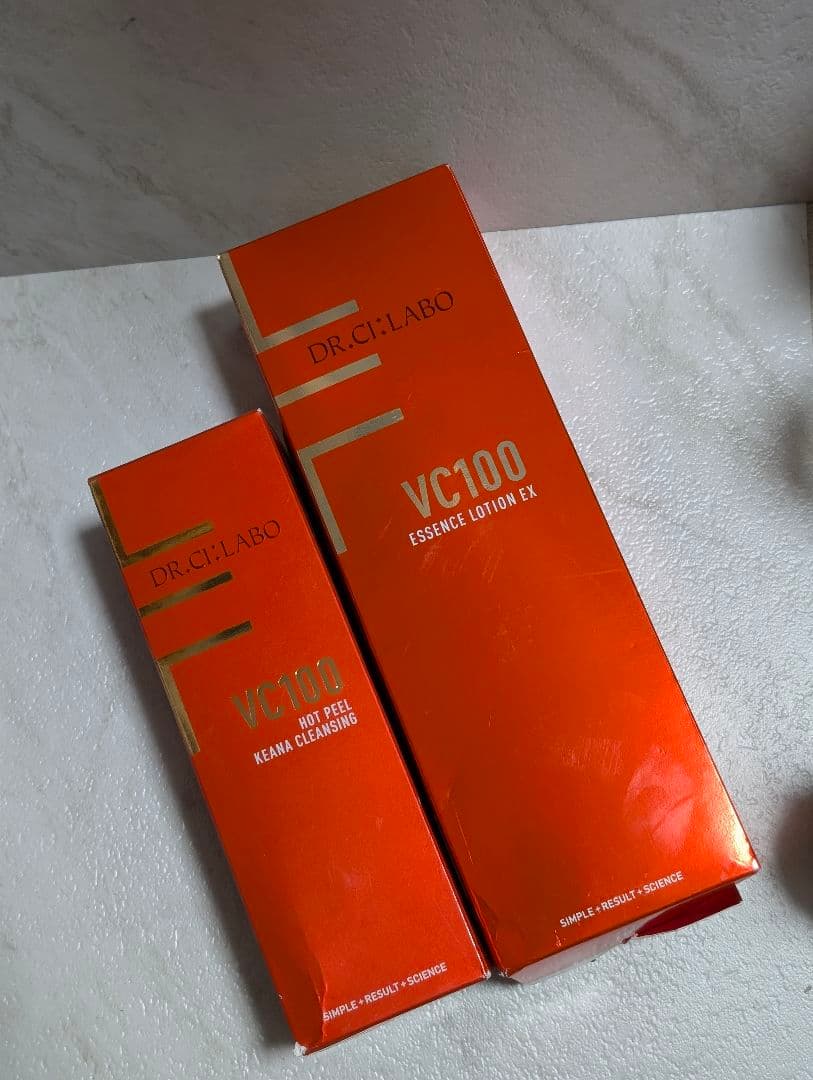 DR.CI:LABO
VC100
ESSENCE LOTION EX
SIMPLE+RESULT+SCIENCE
DR.CI:LABO
VC100
HOT PEEL
KEANA CLEANSING
SIMPLE+RESULT+SCIENCE